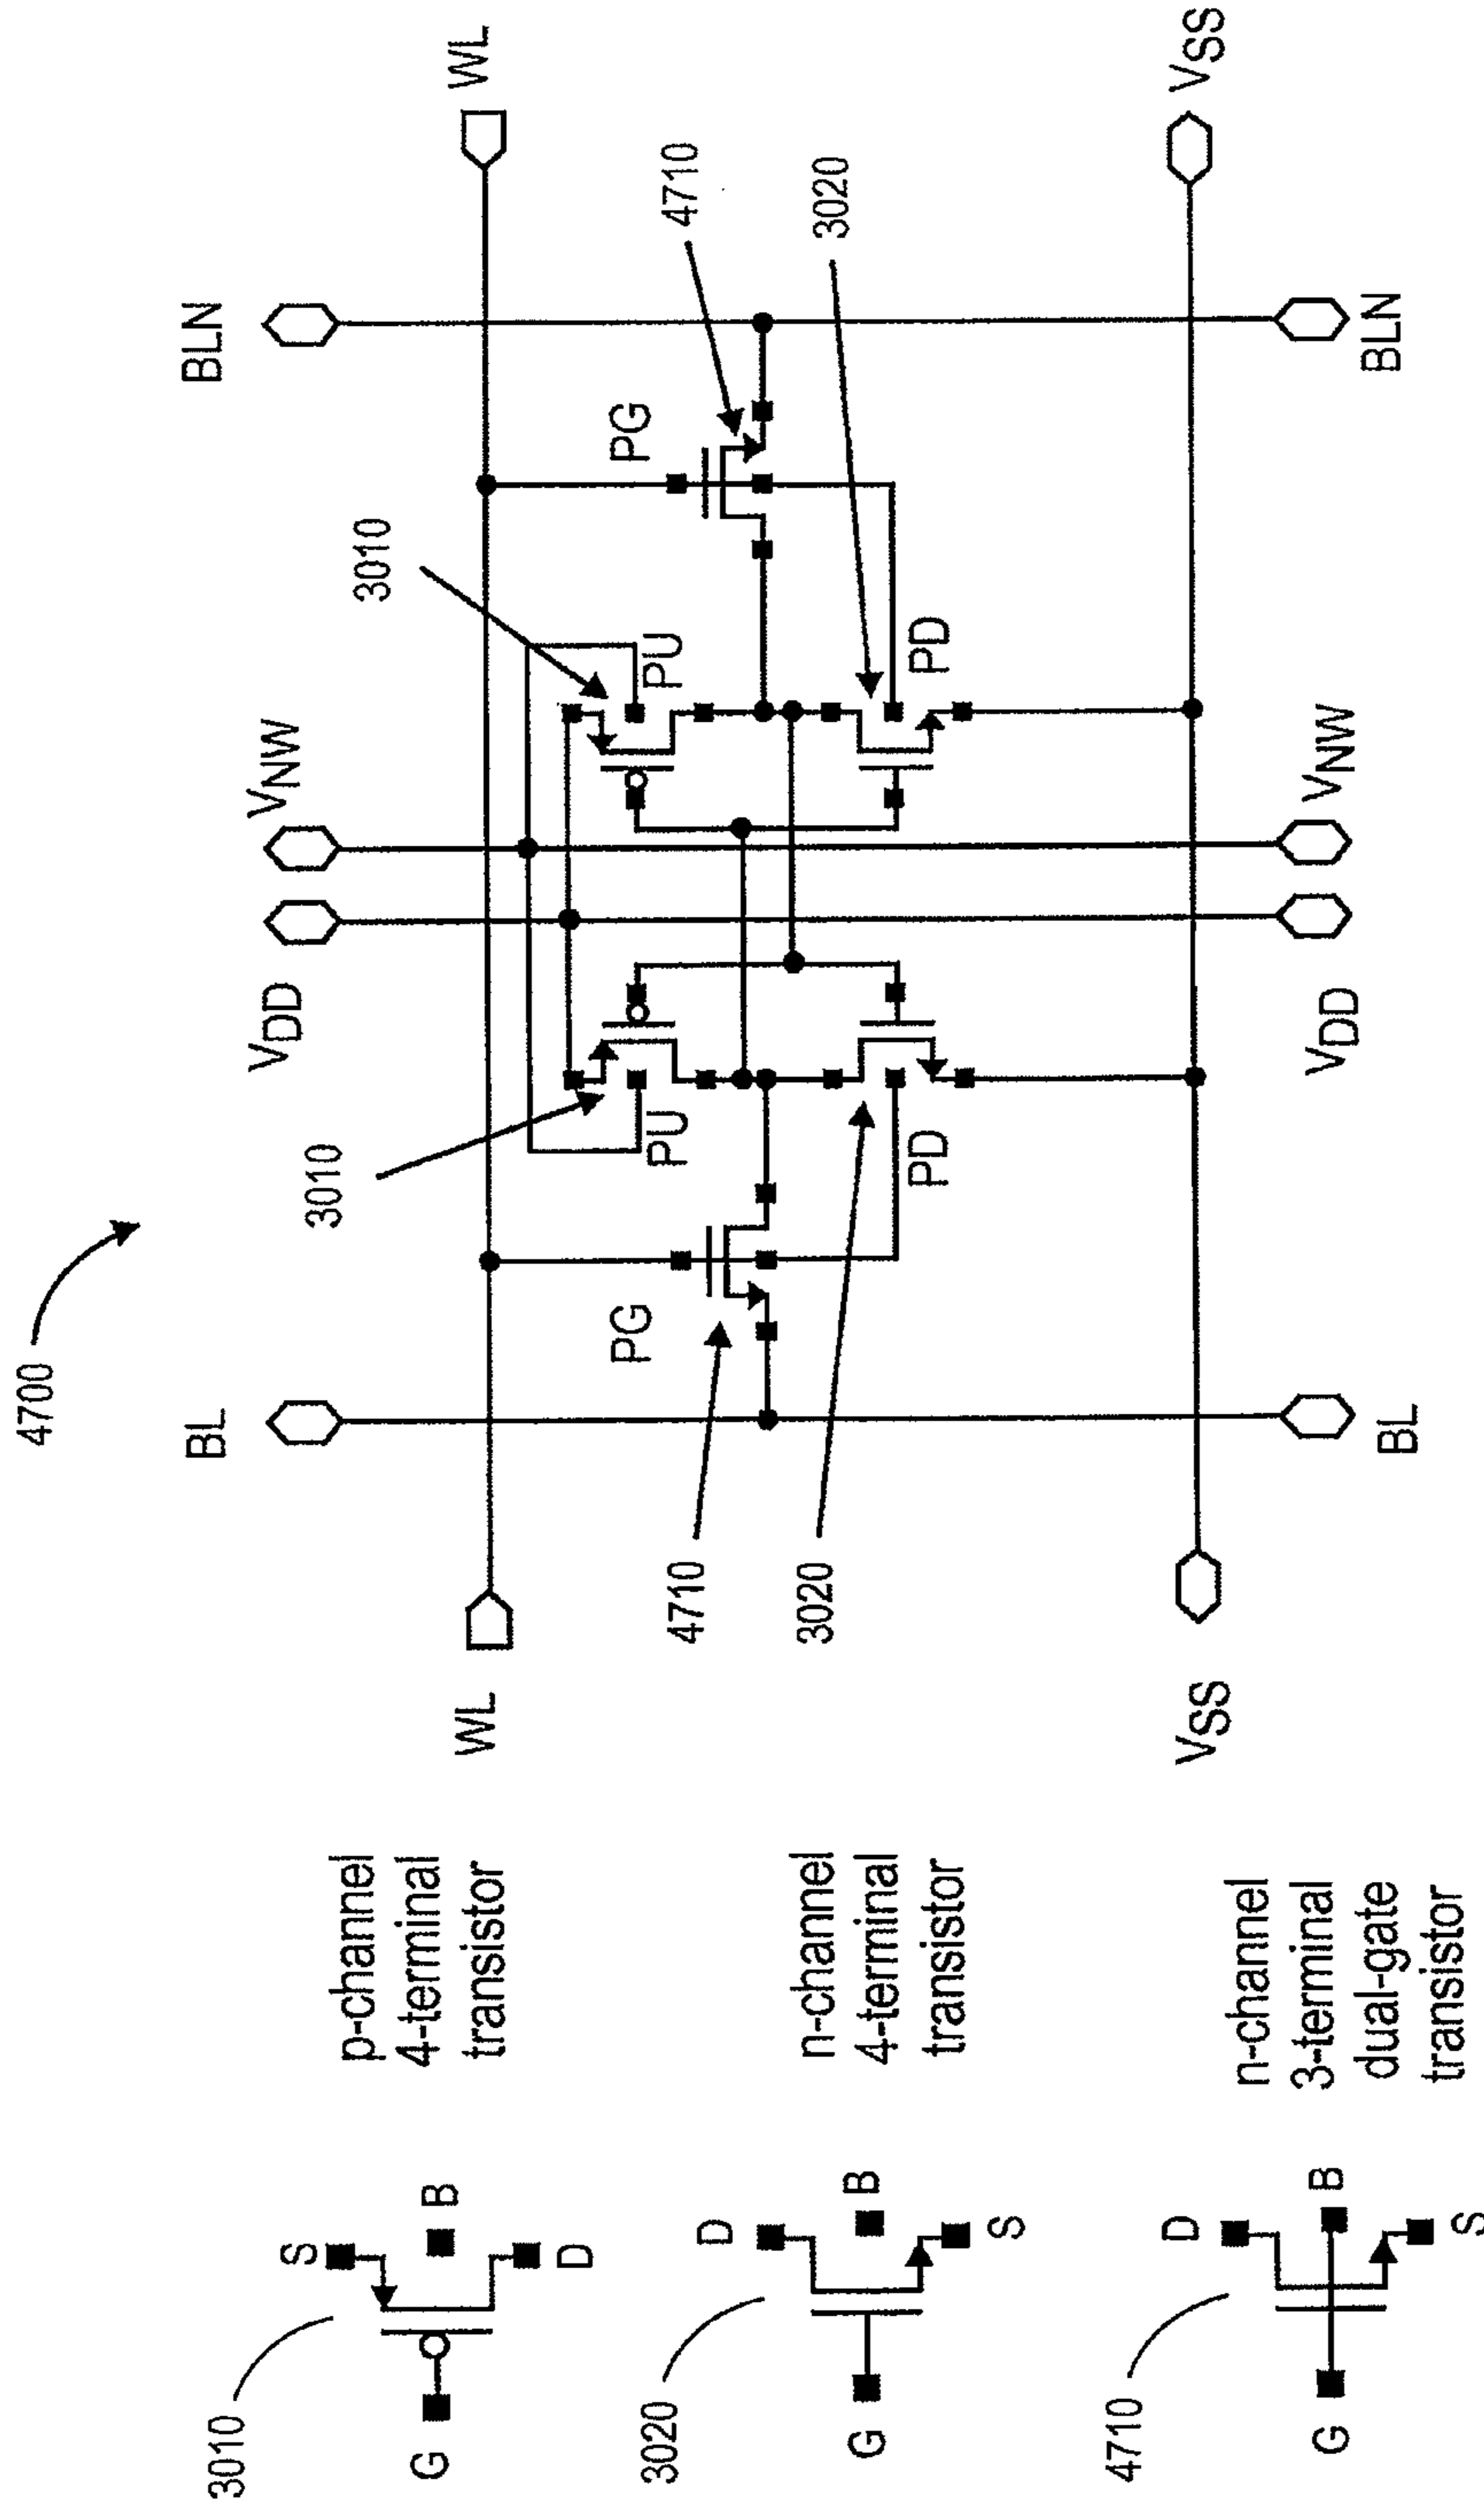 4700
BL
VDD
VNW
BLN
WL
WL
3010
3010
PG
PU
PU
PG
4710
4710
3020
3020
PD
PD
VSS
VSS
BL
VDD
VNW
BLN
3010
S
G
B
D
p-channel
4-terminal
transistor
3020
D
G
B
S
n-channel
4-terminal
transistor
4710
D
G
B
S
n-channel
3-terminal
dual-gate
transistor